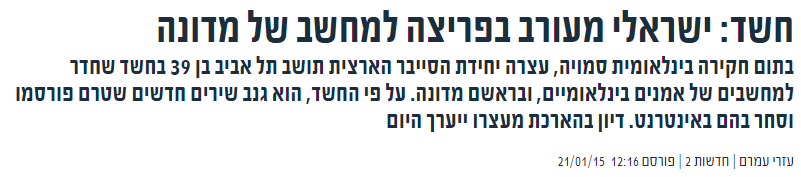 חשד: ישראלי מעורב בפריצה למחשב של מדונה
בתום חקירה בינלאומית סמויה, עצרה יחידת הסייבר הארצית תושב תל אביב בן 39 בחשד שחדר
למחשבים של אמנים בינלאומיים, ובראשם מדונה. על פי החשד, הוא גנב שירים חדשים שטרם פורסמו
וסחר בהם באינטרנט. דיון בהארכת מעצרו ייערך היום
עזרי עמרם | חדשות 2 | פורסם 12:16 21/01/15